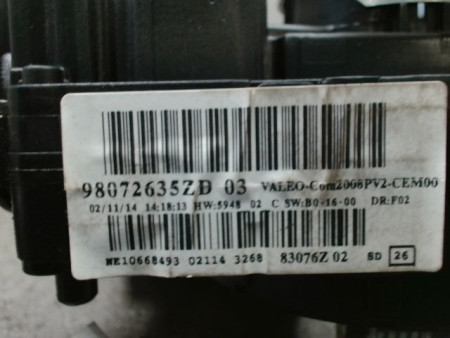 98072635ZD 03 VALEO-Com2008PV2-CEM00
02/11/14 14:18:13 HW:5948 02 C SW:B0-16-00 DR:F02
NE10668493 02114 3268 83076Z 02 SD 26